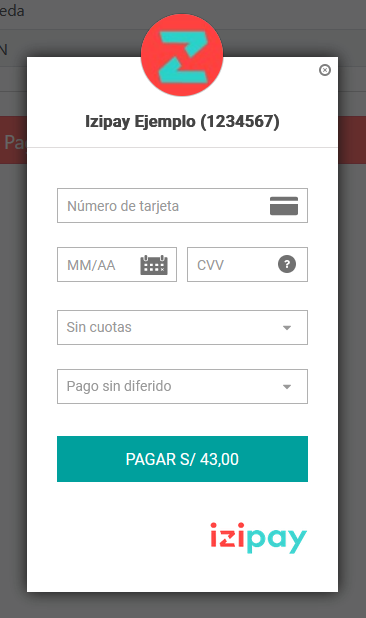 eda
N
Izipay Ejemplo (1234567)
Pa
Número de tarjeta
MM/AA
CVV
?
Sin cuotas
Pago sin diferido
PAGAR S/ 43,00
izipay